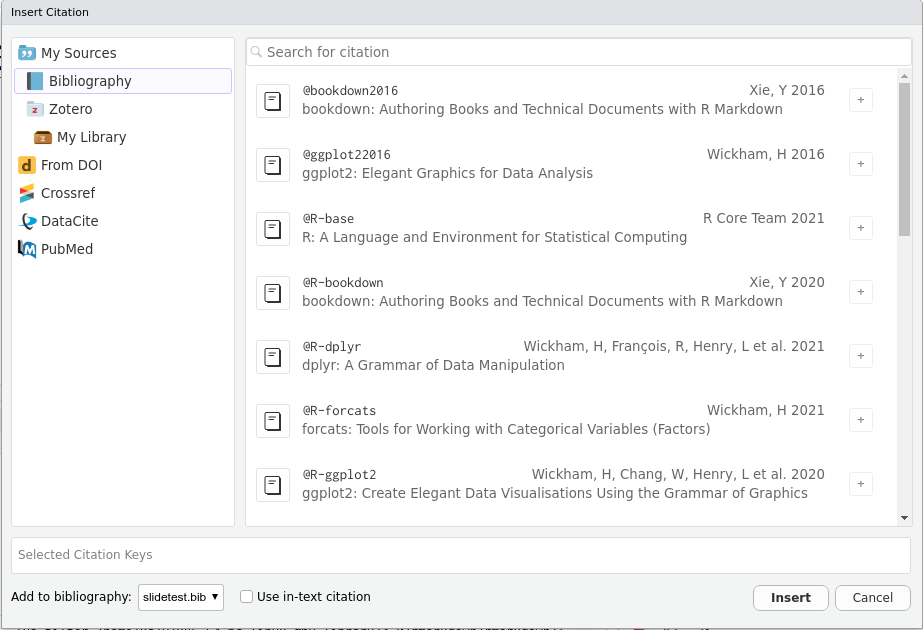 Insert Citation
My Sources
Bibliography
Zotero
My Library
From DOI
Crossref
DataCite
PubMed
Search for citation
@bookdown2016 Xie, Y 2016
bookdown: Authoring Books and Technical Documents with R Markdown
+
@ggplot22016 Wickham, H 2016
ggplot2: Elegant Graphics for Data Analysis
+
@R-base R Core Team 2021
R: A Language and Environment for Statistical Computing
+
@R-bookdown Xie, Y 2020
bookdown: Authoring Books and Technical Documents with R Markdown
+
@R-dplyr Wickham, H, François, R, Henry, L et al. 2021
dplyr: A Grammar of Data Manipulation
+
@R-forcats Wickham, H 2021
forcats: Tools for Working with Categorical Variables (Factors)
+
@R-ggplot2 Wickham, H, Chang, W, Henry, L et al. 2020
ggplot2: Create Elegant Data Visualisations Using the Grammar of Graphics
+
Selected Citation Keys
Add to bibliography: slidetest.bib Use in-text citation Insert Cancel